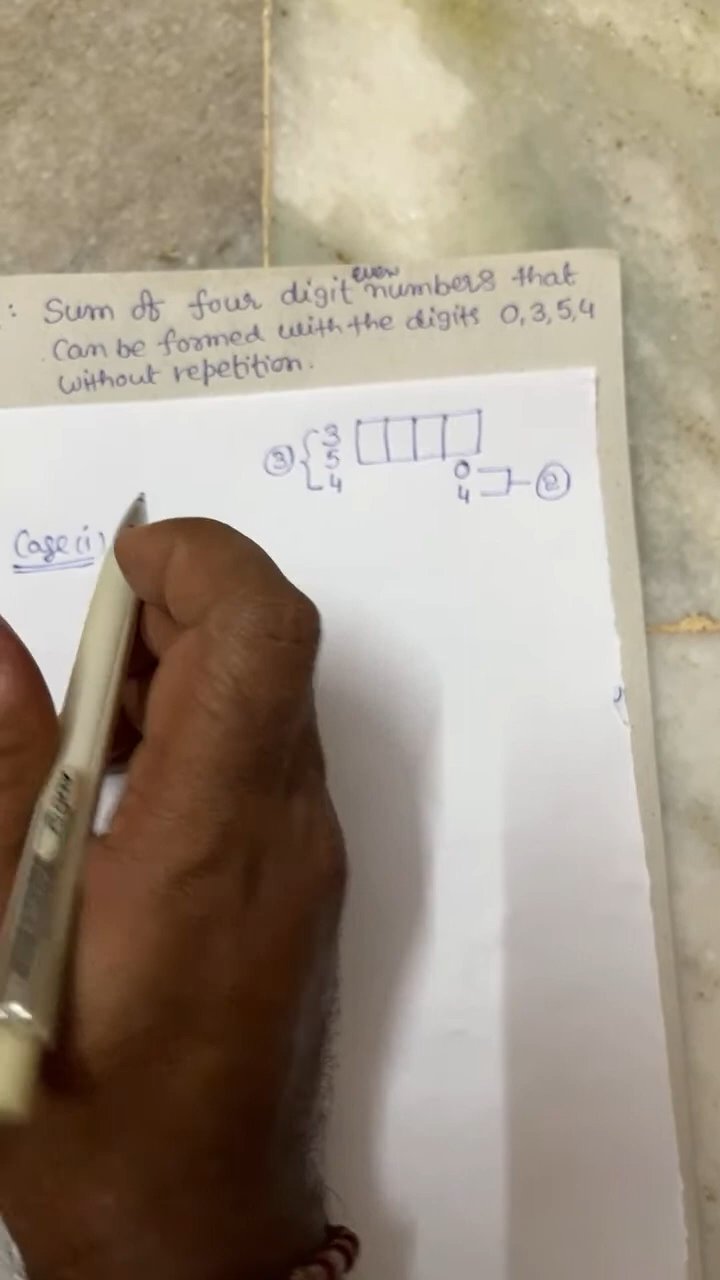 : Sum of four digit even numbers that
can be formed with the digits 0,3,5,4
without repetition.
3
③ 5
4
0
4 ②
Case(i)